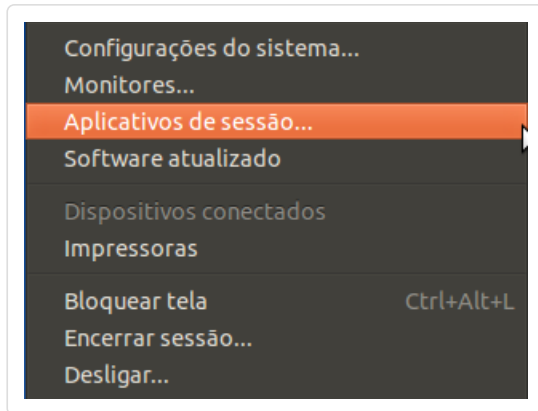 Configurações do sistema...
Monitores...
Aplicativos de sessão...
Software atualizado
Dispositivos conectados
Impressoras
Bloquear tela Ctrl+Alt+L
Encerrar sessão...
Desligar...